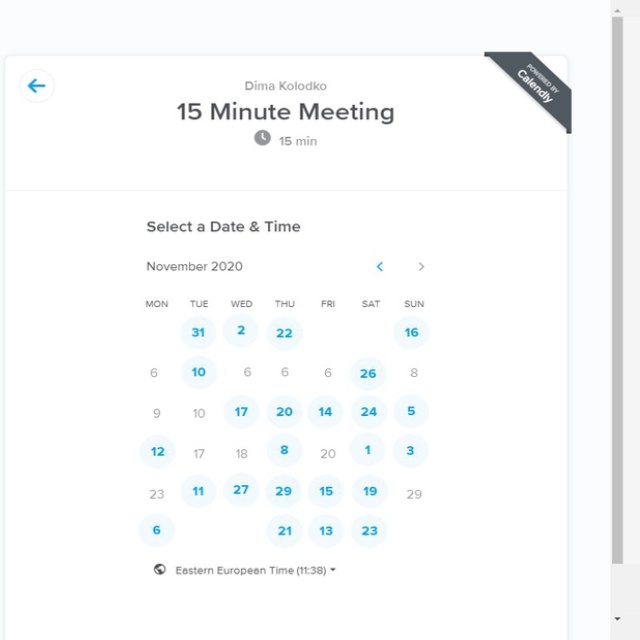 POWERED BY
Calendly
Dima Kolodko
15 Minute Meeting
15 min
Select a Date & Time
November 2020
MON TUE WED THU FRI SAT SUN
31 2 22 16
6 10 6 6 6 26 8
9 10 17 20 14 24 5
12 17 18 8 20 1 3
23 11 27 29 15 19 29
6 21 13 23
Eastern European Time (11:38)